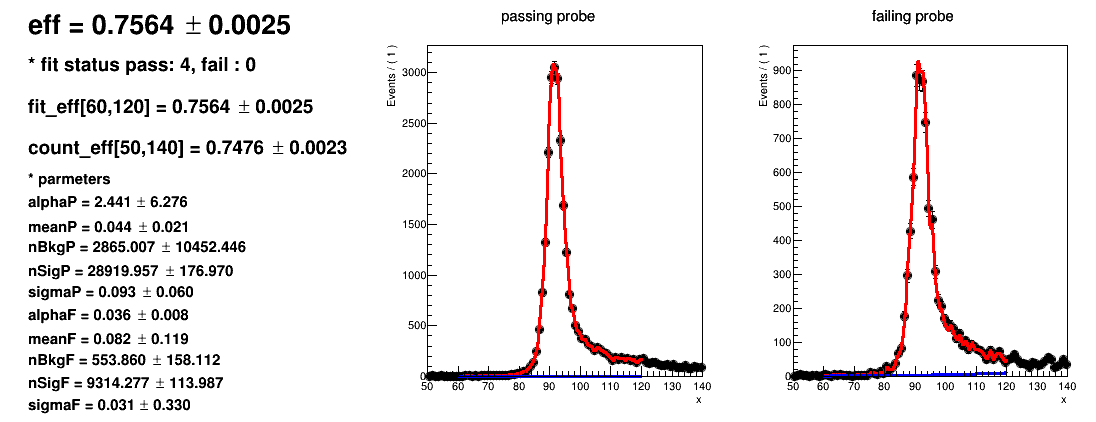 eff = 0.7564 ± 0.0025
* fit status pass: 4, fail : 0
fit_eff[60,120] = 0.7564 ± 0.0025
count_eff[50,140] = 0.7476 ± 0.0023
* parmeters
alphaP = 2.441 ± 6.276
meanP = 0.044 ± 0.021
nBkgP = 2865.007 ± 10452.446
nSigP = 28919.957 ± 176.970
sigmaP = 0.093 ± 0.060
alphaF = 0.036 ± 0.008
meanF = 0.082 ± 0.119
nBkgF = 553.860 ± 158.112
nSigF = 9314.277 ± 113.987
sigmaF = 0.031 ± 0.330
passing probe
Events / ( 1 )
3000
2500
2000
1500
1000
500
0
50 60 70 80 90 100 110 120 130 140
x
failing probe
Events / ( 1 )
900
800
700
600
500
400
300
200
100
0
50 60 70 80 90 100 110 120 130 140
x